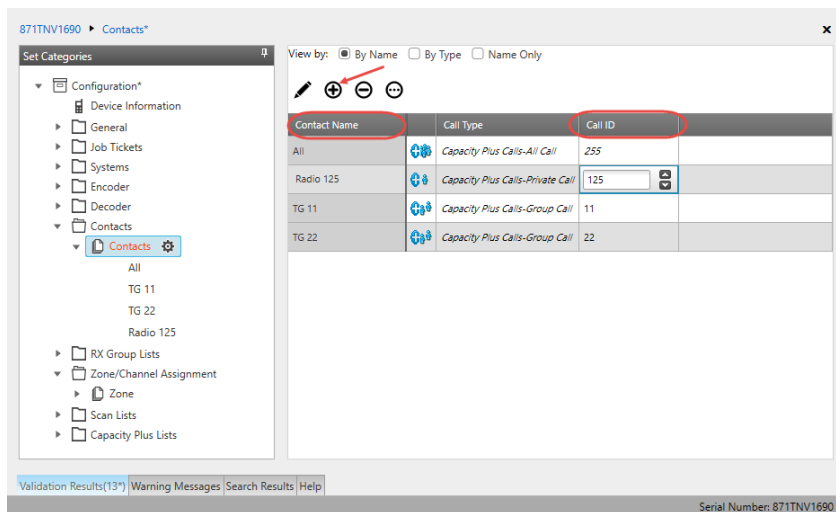 871TNV1690 ▸ Contacts*
Set Categories
Configuration*
Device Information
General
Job Tickets
Systems
Encoder
Decoder
Contacts
Contacts
All
TG 11
TG 22
Radio 125
RX Group Lists
Zone/Channel Assignment
Zone
Scan Lists
Capacity Plus Lists
View by: By Name By Type Name Only
Contact Name Call Type Call ID
All Capacity Plus Calls-All Call 255
Radio 125 Capacity Plus Calls-Private Call 125
TG 11 Capacity Plus Calls-Group Call 11
TG 22 Capacity Plus Calls-Group Call 22
Validation Results(13*) Warning Messages Search Results Help
Serial Number: 871TNV1690